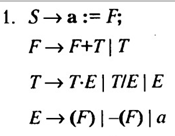 1. S → a := F;
F → F+T | T
T → T·E | T/E | E
E → (F) | −(F) | a